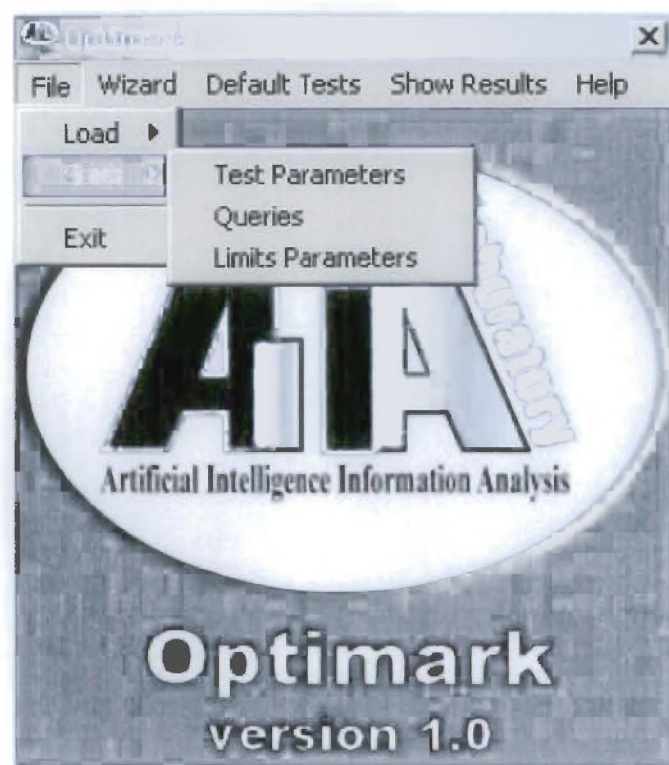 File Wizard Default Tests Show Results Help
Load
Test Parameters
Queries
Exit
Limits Parameters
AIIA
Artificial Intelligence Information Analysis
Optimark
version 1.0